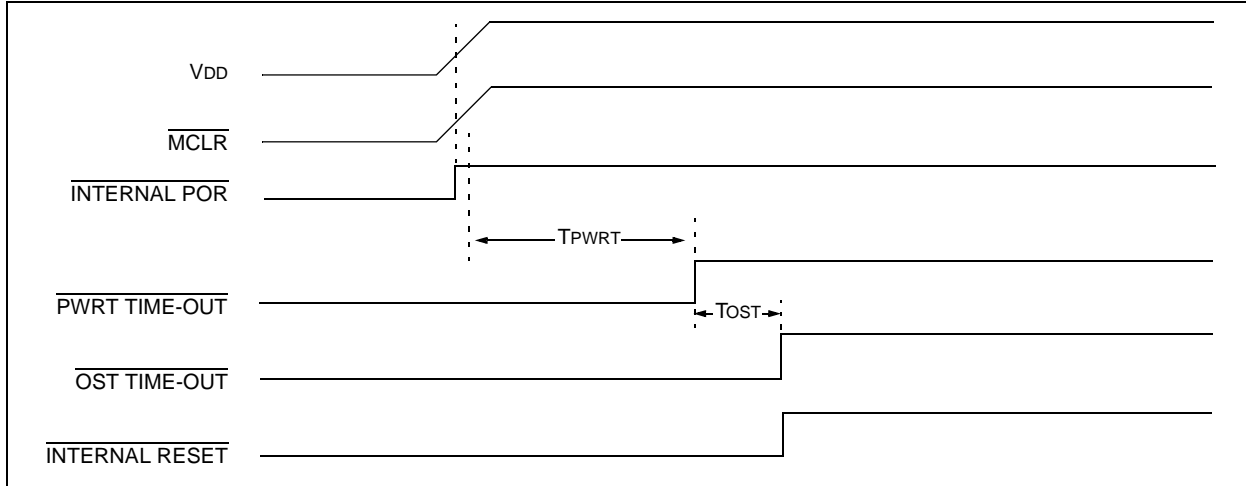 VDD
MCLR
INTERNAL POR
TPWRT
PWRT TIME-OUT
TOST
OST TIME-OUT
INTERNAL RESET